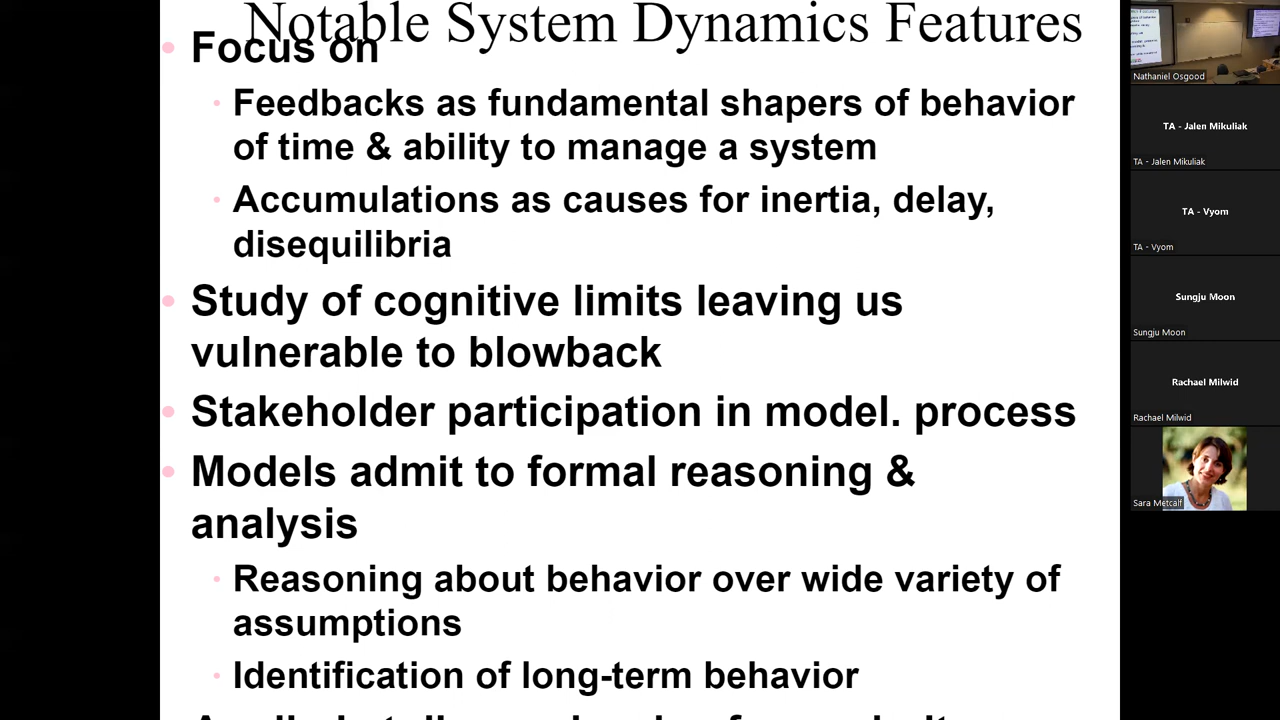 Notable System Dynamics Features
Focus on
Feedbacks as fundamental shapers of behavior
of time & ability to manage a system
Accumulations as causes for inertia, delay,
disequilibria
Study of cognitive limits leaving us
vulnerable to blowback
Stakeholder participation in model. process
Models admit to formal reasoning &
analysis
Reasoning about behavior over wide variety of
assumptions
Identification of long-term behavior
Nathaniel Osgood
TA - Jalen Mikuliak
TA - Jalen Mikuliak
TA - Vyom
TA - Vyom
Sungju Moon
Sungju Moon
Rachael Milwid
Rachael Milwid
Sara Metcalf